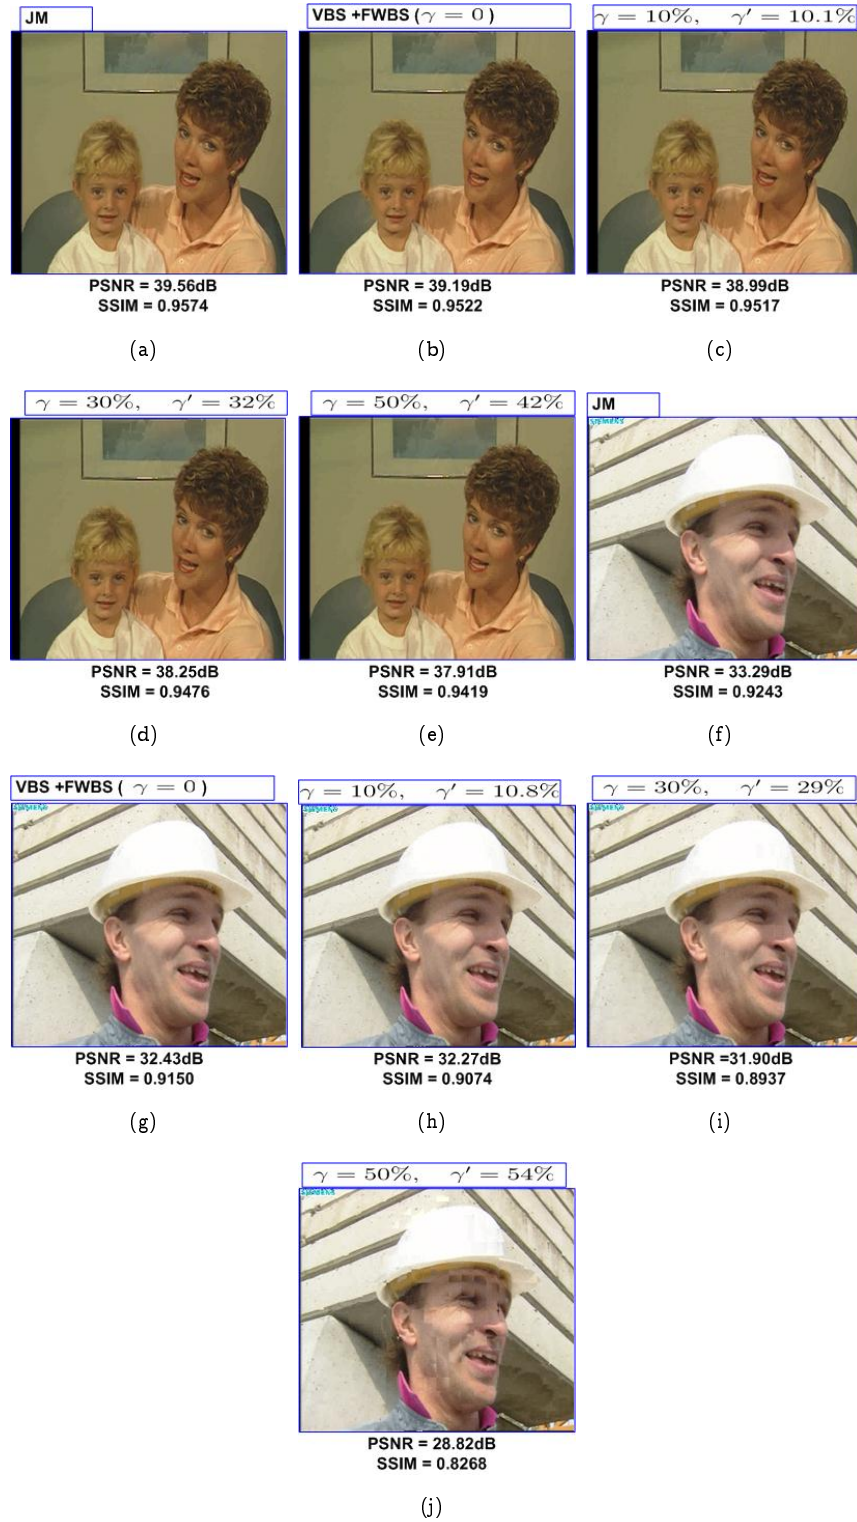 JM
VBS +FWBS (γ = 0 )
γ = 10%, γ′ = 10.1%
PSNR = 39.56dB
SSIM = 0.9574
PSNR = 39.19dB
SSIM = 0.9522
PSNR = 38.99dB
SSIM = 0.9517
(a)
(b)
(c)
γ = 30%, γ′ = 32%
γ = 50%, γ′ = 42%
JM
SIEMENS
PSNR = 38.25dB
SSIM = 0.9476
PSNR = 37.91dB
SSIM = 0.9419
PSNR = 33.29dB
SSIM = 0.9243
(d)
(e)
(f)
VBS +FWBS ( γ = 0 )
γ = 10%, γ′ = 10.8%
γ = 30%, γ′ = 29%
PSNR = 32.43dB
SSIM = 0.9150
PSNR = 32.27dB
SSIM = 0.9074
PSNR =31.90dB
SSIM = 0.8937
(g)
(h)
(i)
γ = 50%, γ′ = 54%
PSNR = 28.82dB
SSIM = 0.8268
(j)